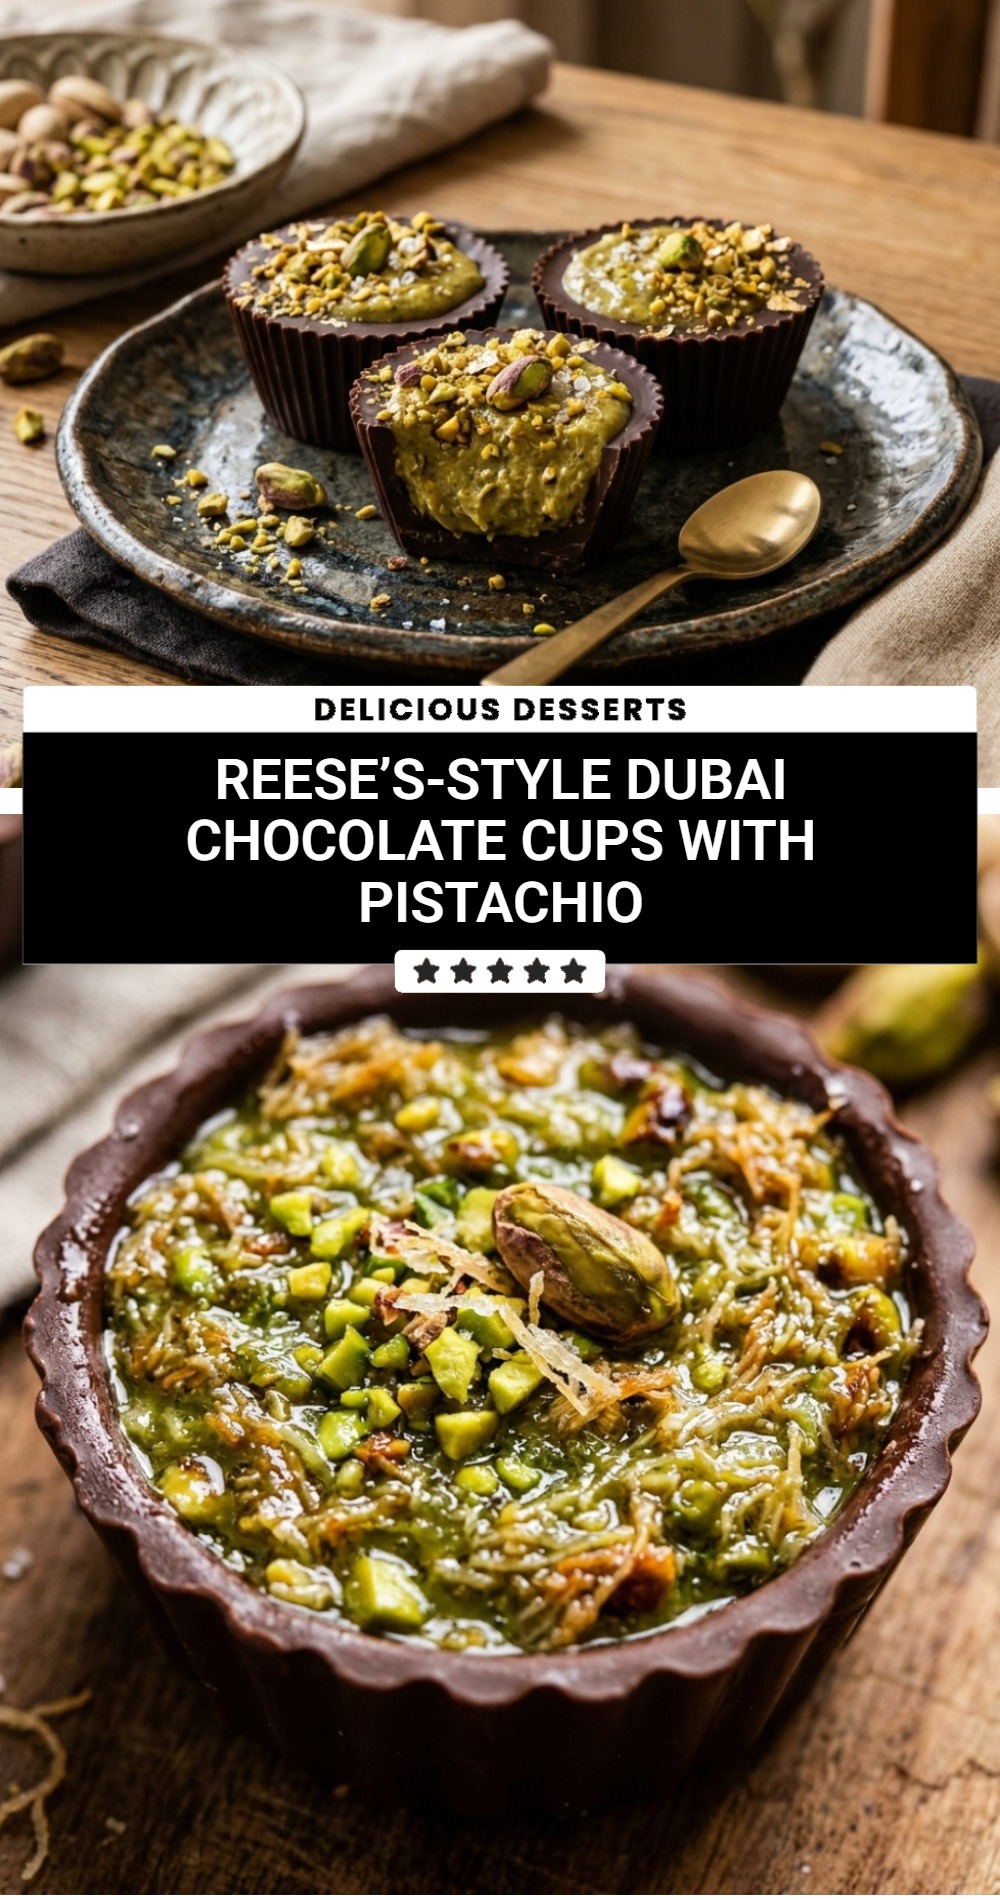 DELICIOUS DESSERTS
REESE’S-STYLE DUBAI
CHOCOLATE CUPS WITH
PISTACHIO